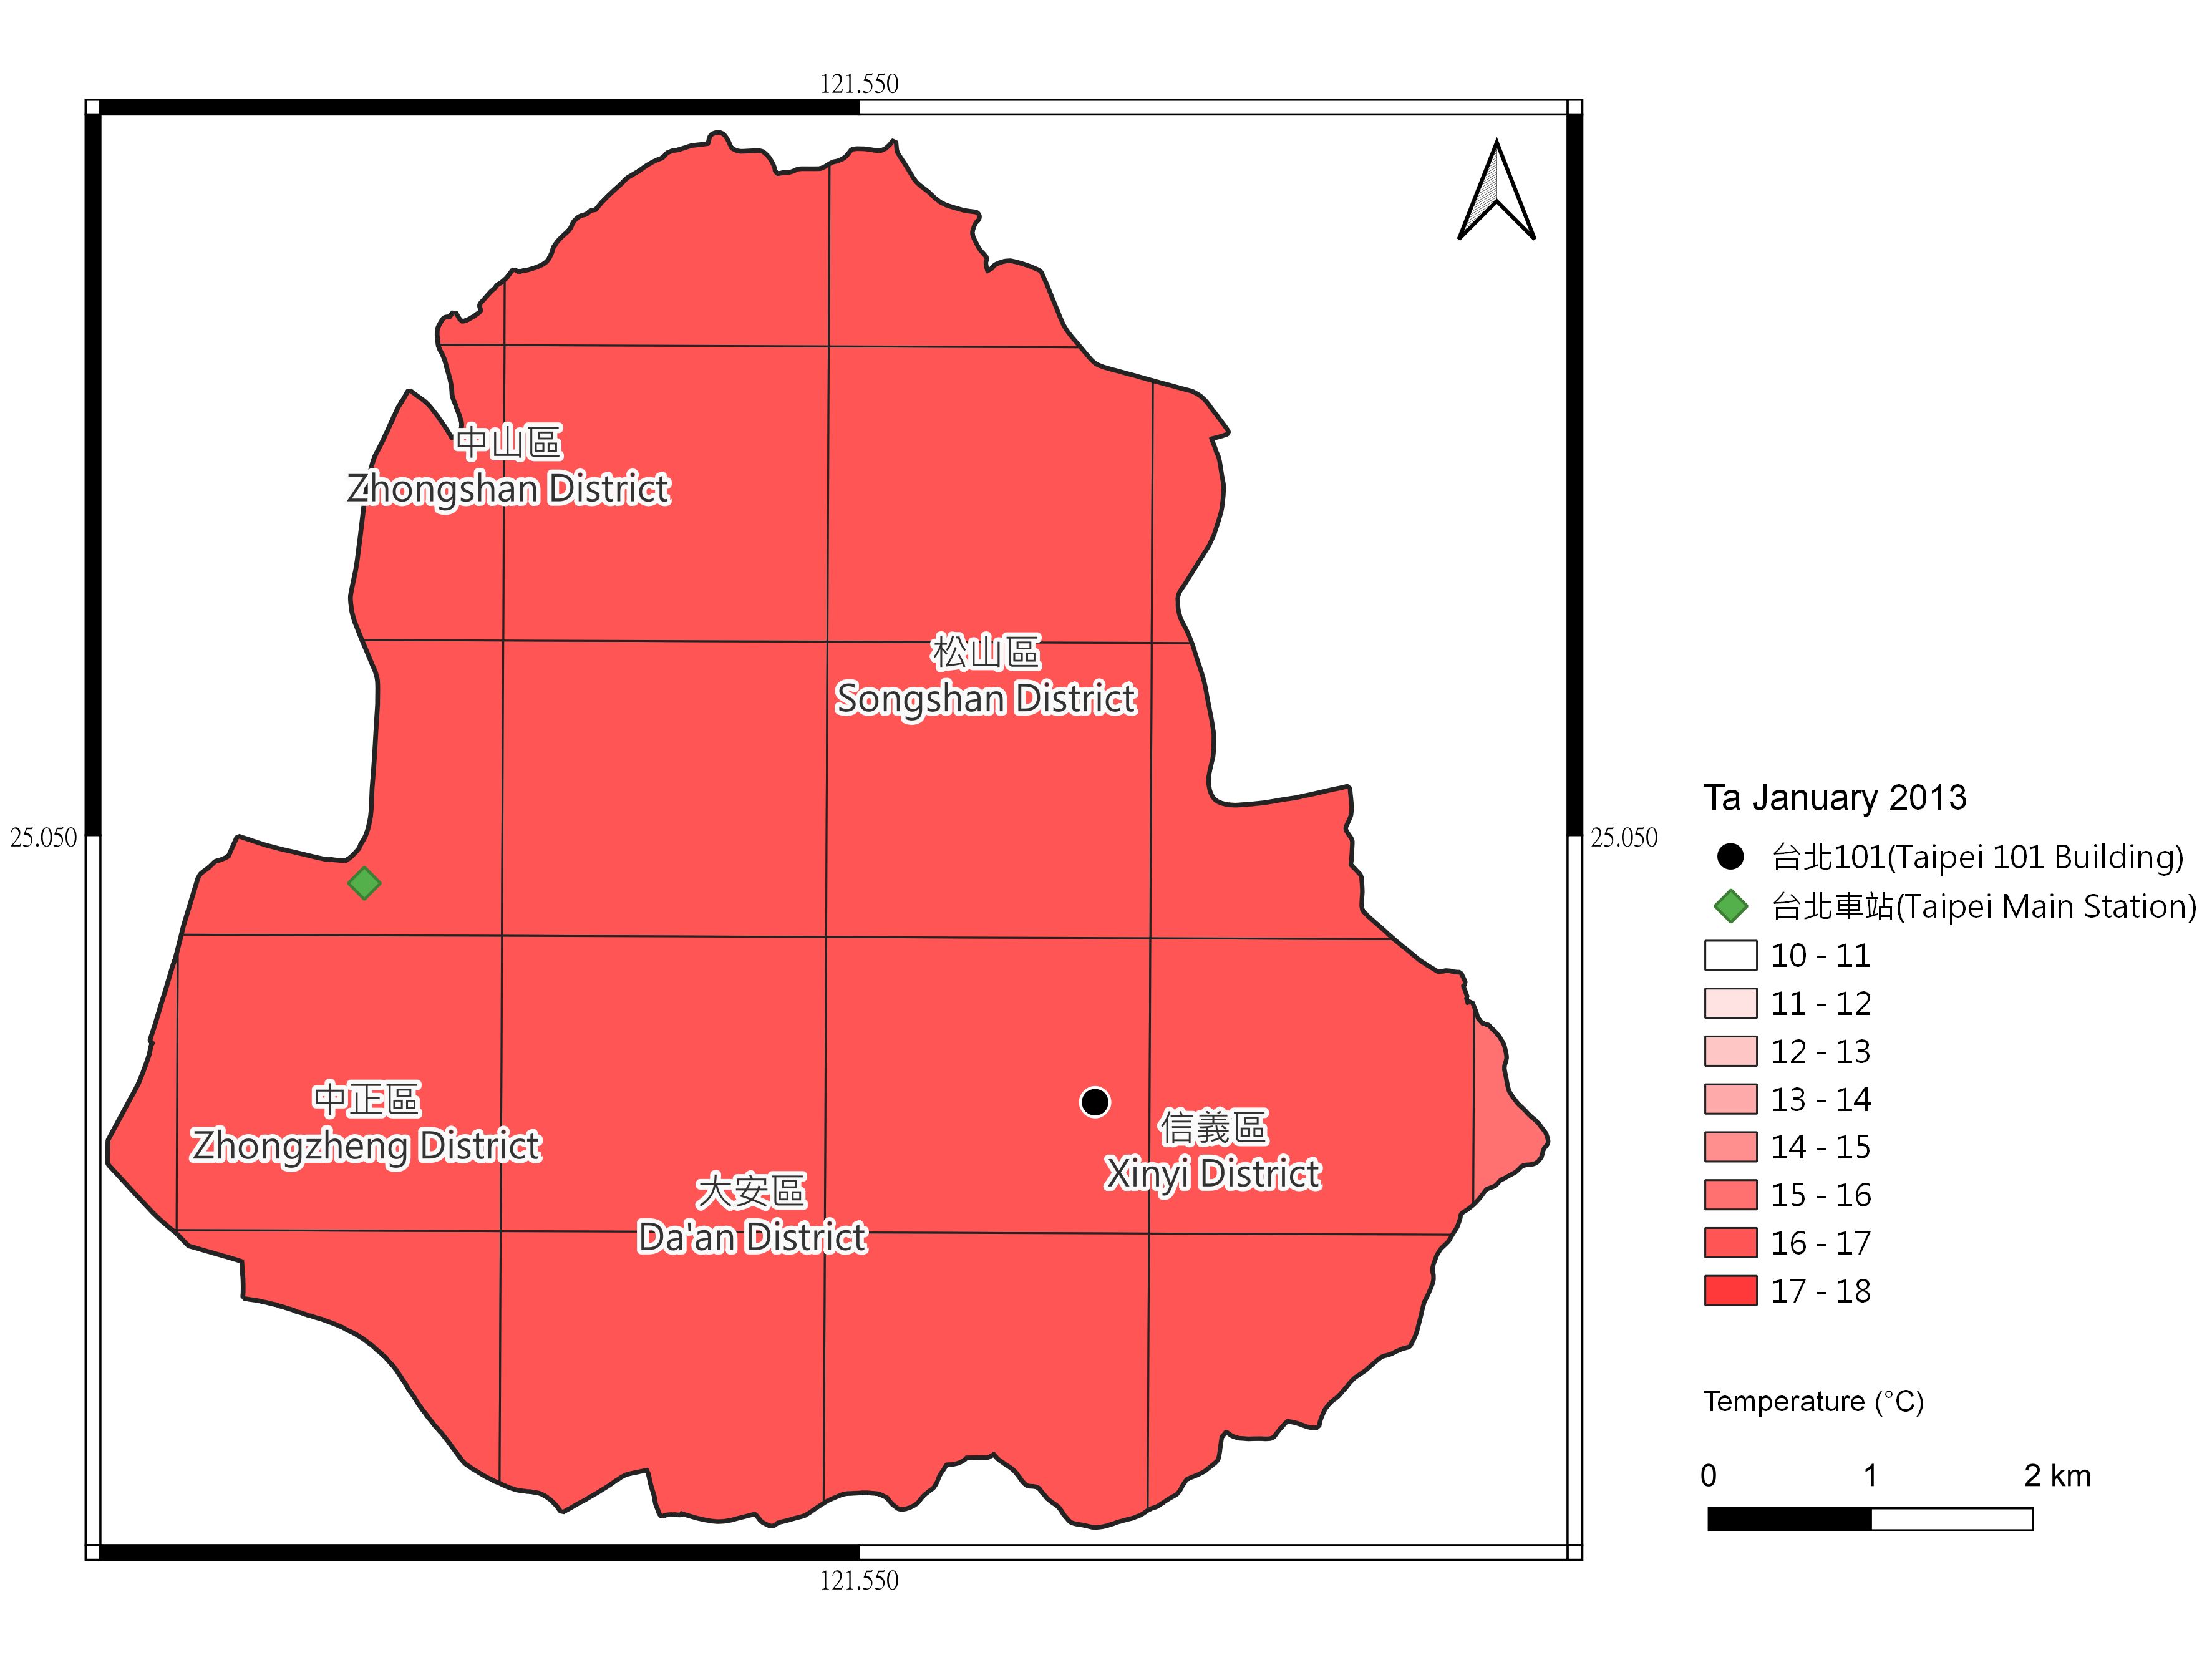 121.550
中山區
Zhongshan District
松山區
Songshan District
25.050
25.050
中正區
Zhongzheng District
信義區
Xinyi District
大安區
Da'an District
121.550
Ta January 2013
台北101(Taipei 101 Building)
台北車站(Taipei Main Station)
10 - 11
11 - 12
12 - 13
13 - 14
14 - 15
15 - 16
16 - 17
17 - 18
Temperature (°C)
0 1 2 km